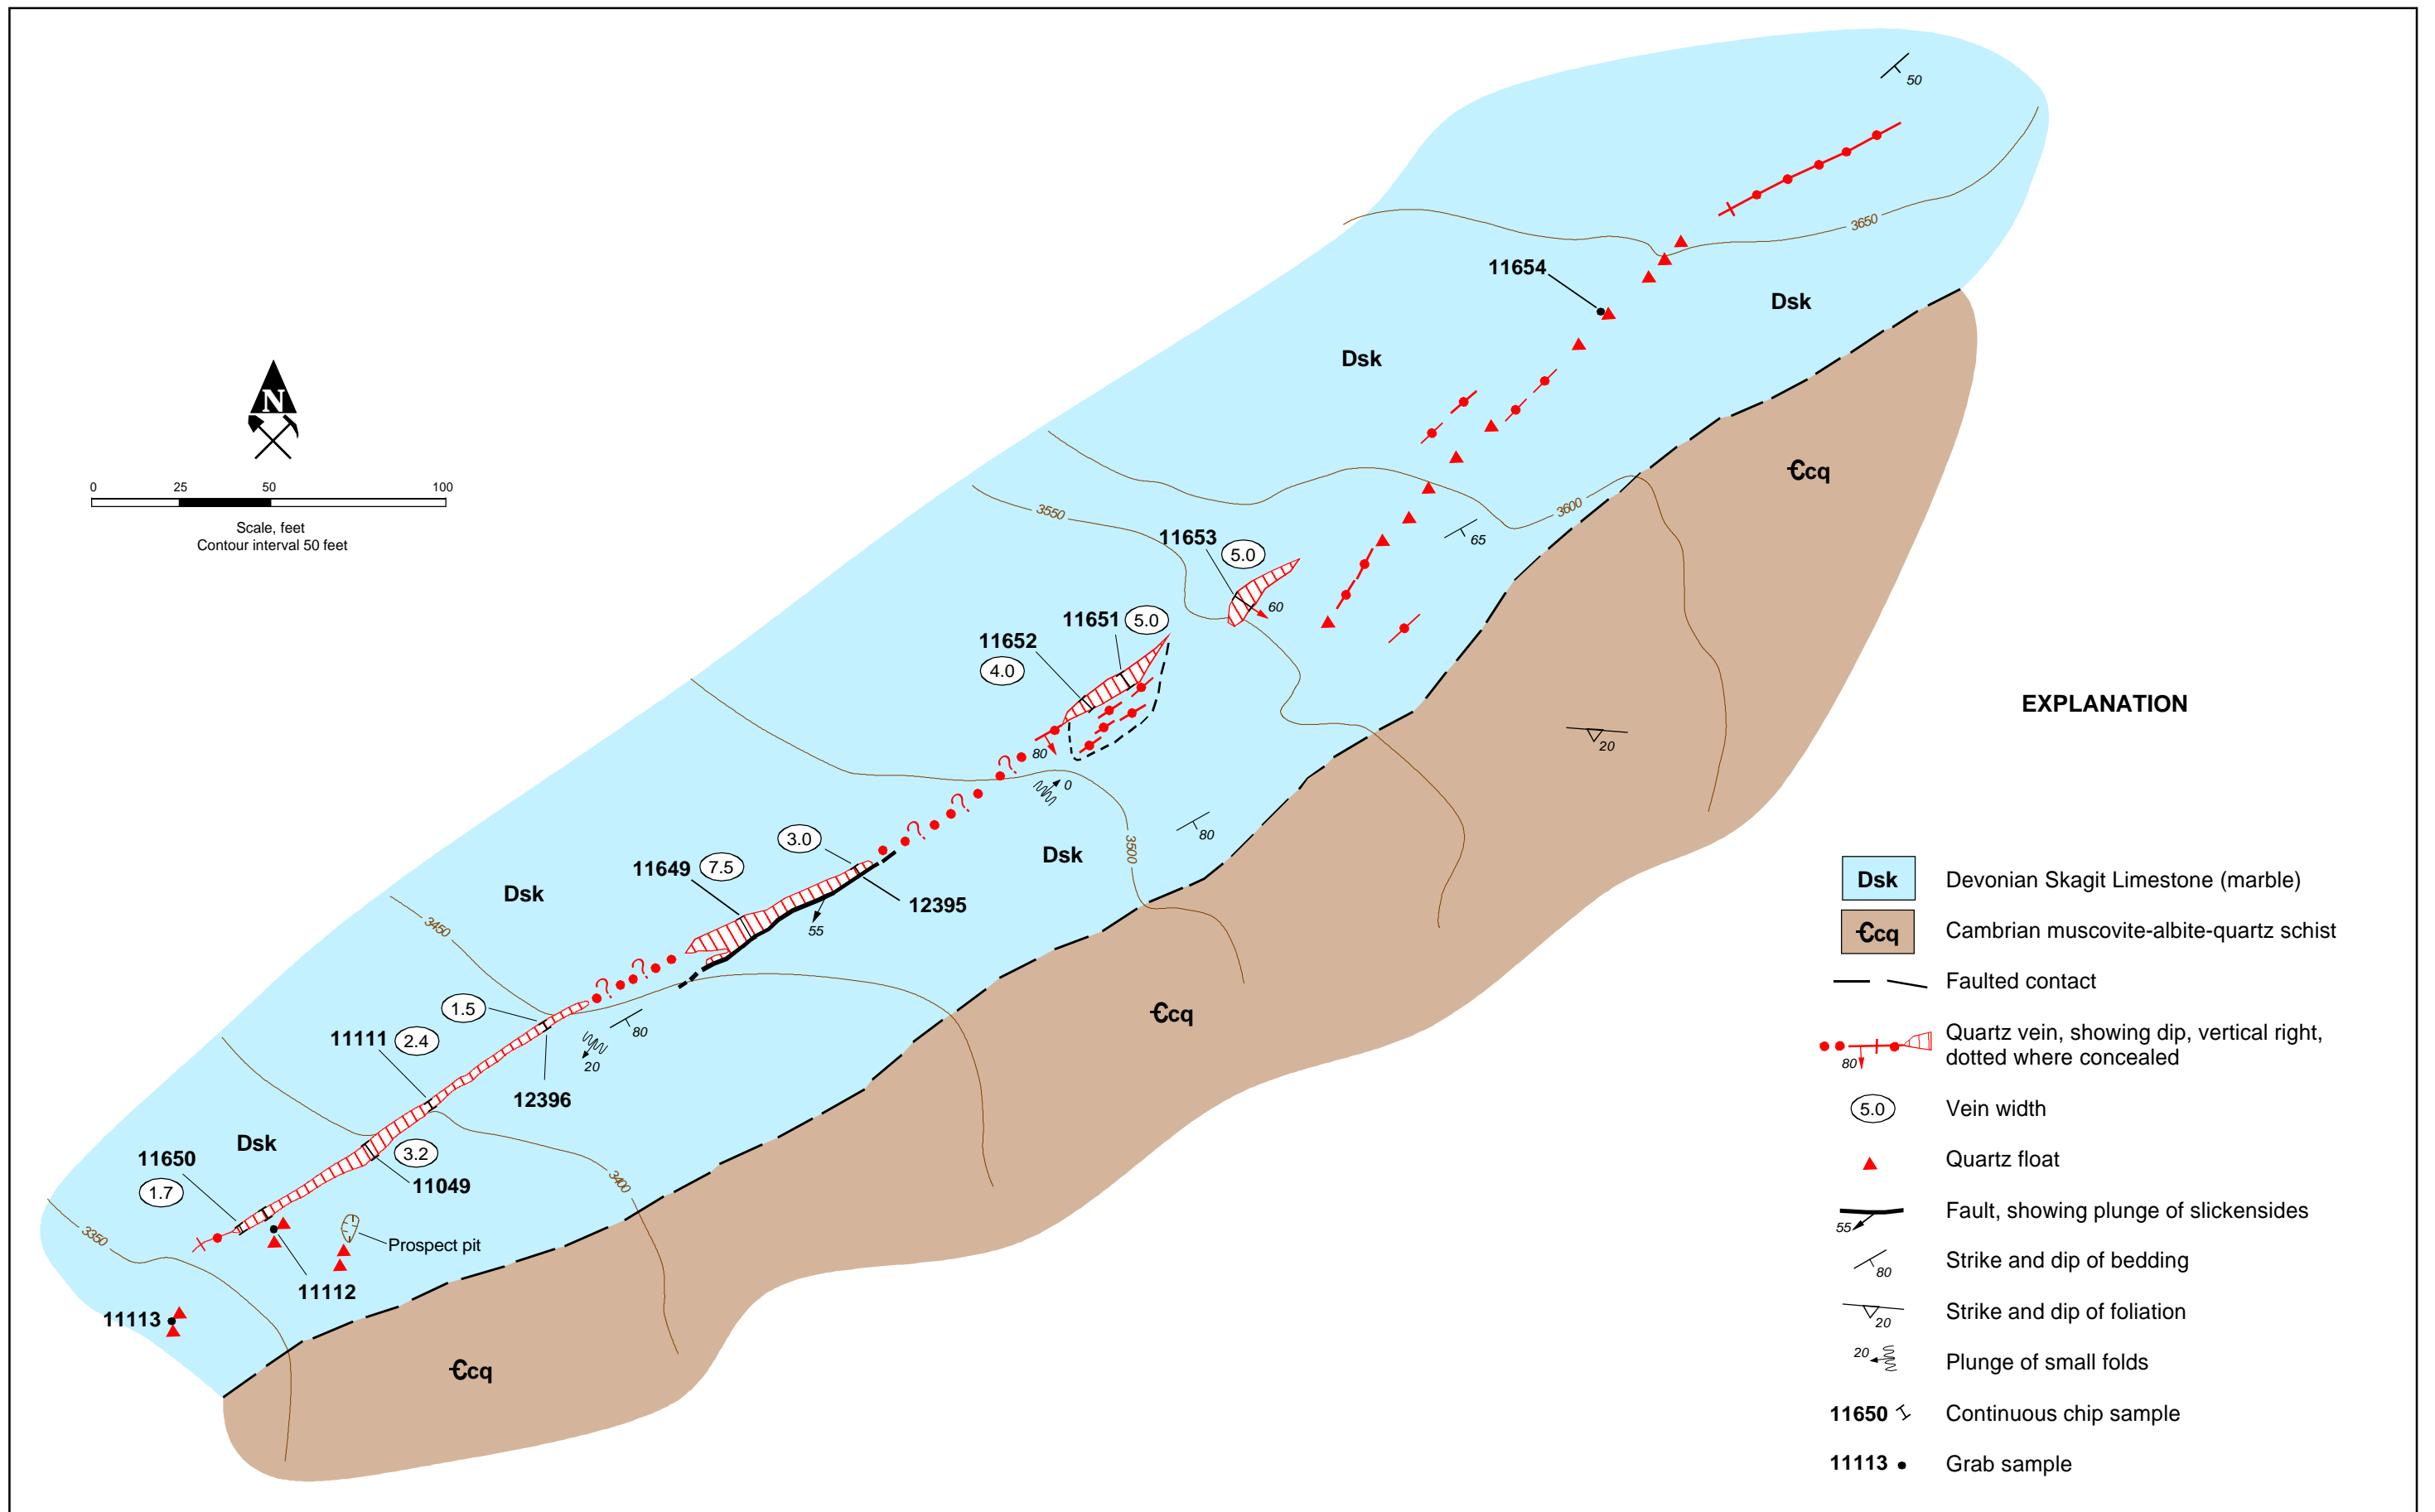 50
3650
11654
Dsk
Dsk
N
Ꞓcq
0 25 50 100
Scale, feet
Contour interval 50 feet
3550
3600
65
11653 5.0
60
11651 5.0
11652
4.0
EXPLANATION
20
80
?
0
?
80
3500
?
3.0
Dsk
11649 7.5
12395
Dsk
55
3450
?
?
1.5
80
20
11111 2.4
12396
Ꞓcq
Dsk
3.2
11650
11049
1.7
3400
3350
Prospect pit
11112
11113
Ꞓcq
Dsk Devonian Skagit Limestone (marble)
Ꞓcq Cambrian muscovite-albite-quartz schist
Faulted contact
Quartz vein, showing dip, vertical right,
80 dotted where concealed
5.0 Vein width
Quartz float
Fault, showing plunge of slickensides
55
Strike and dip of bedding
80
Strike and dip of foliation
20
20 Plunge of small folds
11650 Continuous chip sample
11113 Grab sample